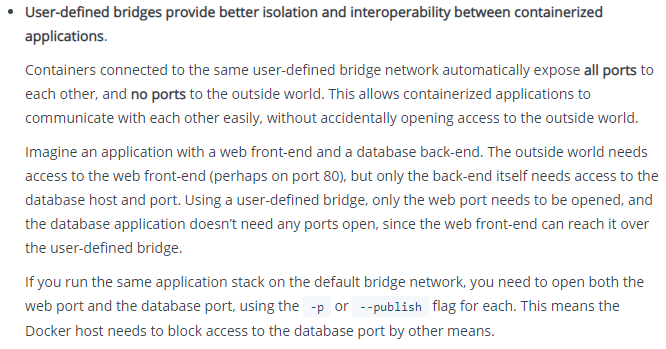 • User-defined bridges provide better isolation and interoperability between containerized
applications.
Containers connected to the same user-defined bridge network automatically expose all ports to
each other, and no ports to the outside world. This allows containerized applications to
communicate with each other easily, without accidentally opening access to the outside world.
Imagine an application with a web front-end and a database back-end. The outside world needs
access to the web front-end (perhaps on port 80), but only the back-end itself needs access to the
database host and port. Using a user-defined bridge, only the web port needs to be opened, and
the database application doesn’t need any ports open, since the web front-end can reach it over
the user-defined bridge.
If you run the same application stack on the default bridge network, you need to open both the
web port and the database port, using the -p or --publish flag for each. This means the
Docker host needs to block access to the database port by other means.